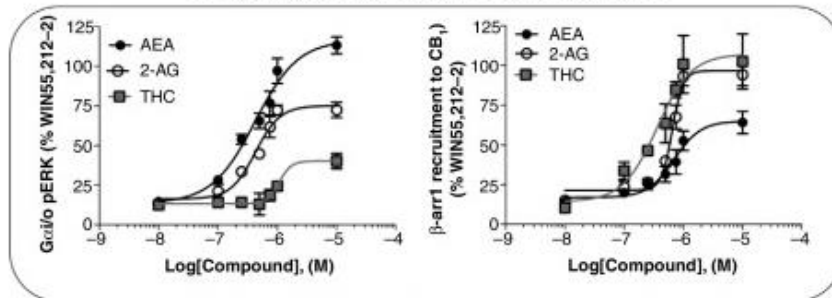 AEA
2-AG
THC
Gαi/o pERK (% WIN55,212–2)
125
100
75
50
25
0
–9 –8 –7 –6 –5 –4
Log[Compound], (M)
AEA
2-AG
THC
β-arr1 recruitment to CB1)
(% WIN55,212–2)
125
100
75
50
25
0
–9 –8 –7 –6 –5 –4
Log[Compound], (M)